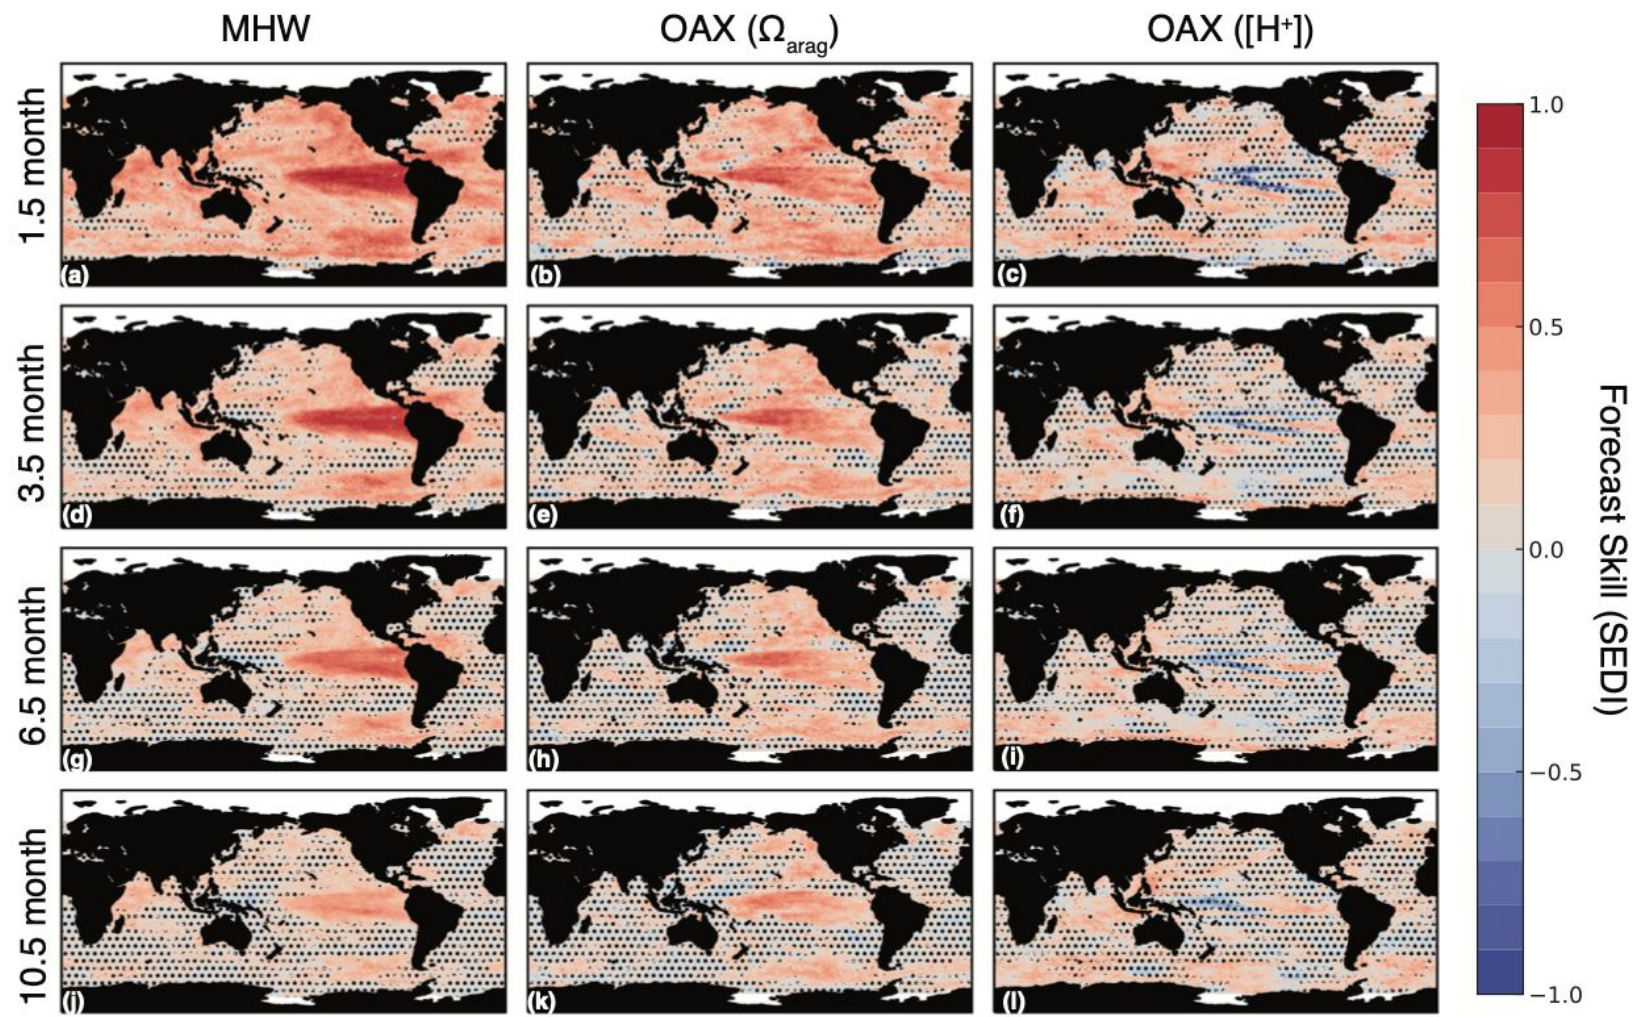 MHW OAX (Ωarag) OAX ([H⁺])
1.5 month
(a) (b) (c)
3.5 month
(d) (e) (f)
6.5 month
(g) (h) (i)
10.5 month
(j) (k) (l)
1.0
0.5
0.0
−0.5
−1.0
Forecast Skill (SEDI)